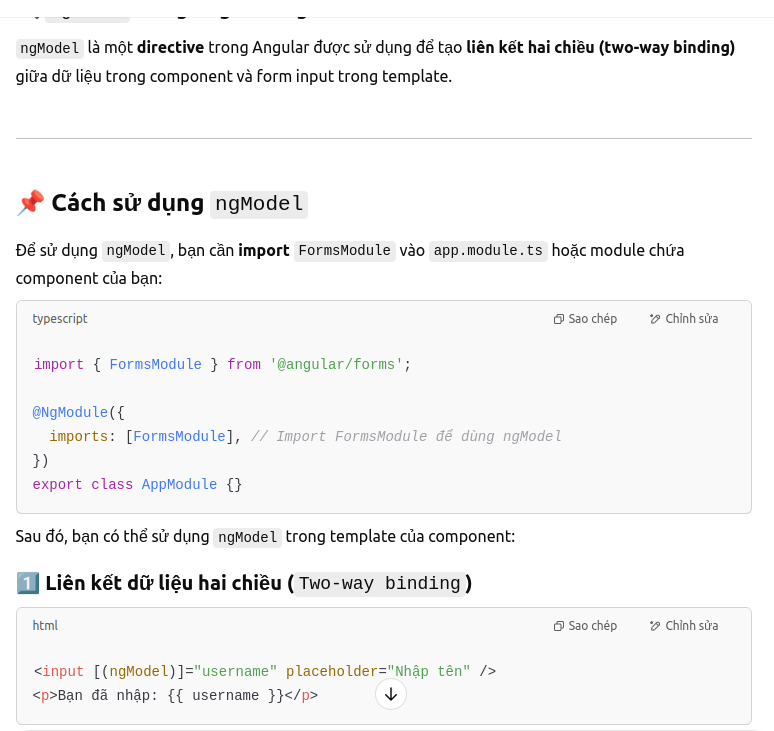 ngModel là một directive trong Angular được sử dụng để tạo liên kết hai chiều (two-way binding)
giữa dữ liệu trong component và form input trong template.
📌 Cách sử dụng ngModel
Để sử dụng ngModel, bạn cần import FormsModule vào app.module.ts hoặc module chứa
component của bạn:
typescript Sao chép Chỉnh sửa
import { FormsModule } from '@angular/forms';
@NgModule({
  imports: [FormsModule], // Import FormsModule để dùng ngModel
})
export class AppModule {}
Sau đó, bạn có thể sử dụng ngModel trong template của component:
1️⃣ Liên kết dữ liệu hai chiều (Two-way binding)
html Sao chép Chỉnh sửa
<input [(ngModel)]="username" placeholder="Nhập tên" />
<p>Bạn đã nhập: {{ username }}</p>